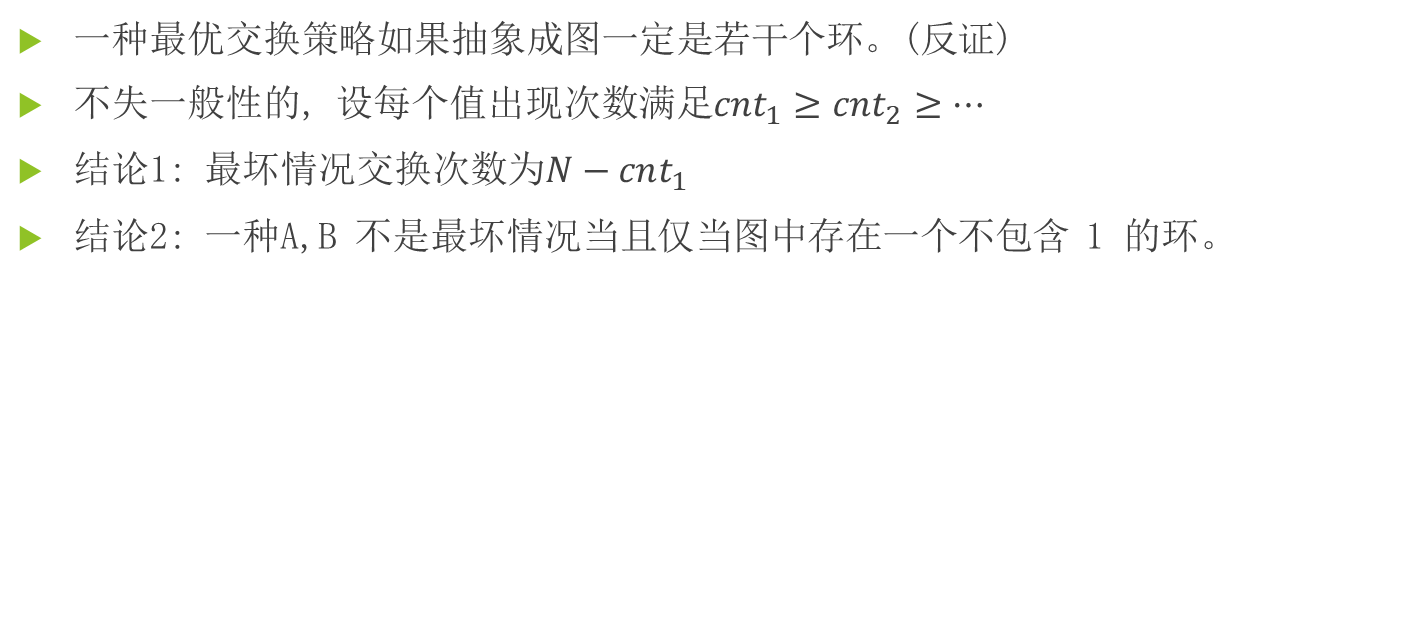 一种最优交换策略如果抽象成图一定是若干个环。(反证)
不失一般性的, 设每个值出现次数满足cnt₁ ≥ cnt₂ ≥ ⋯
结论1: 最坏情况交换次数为N − cnt₁
结论2: 一种A,B 不是最坏情况当且仅当图中存在一个不包含 1 的环。